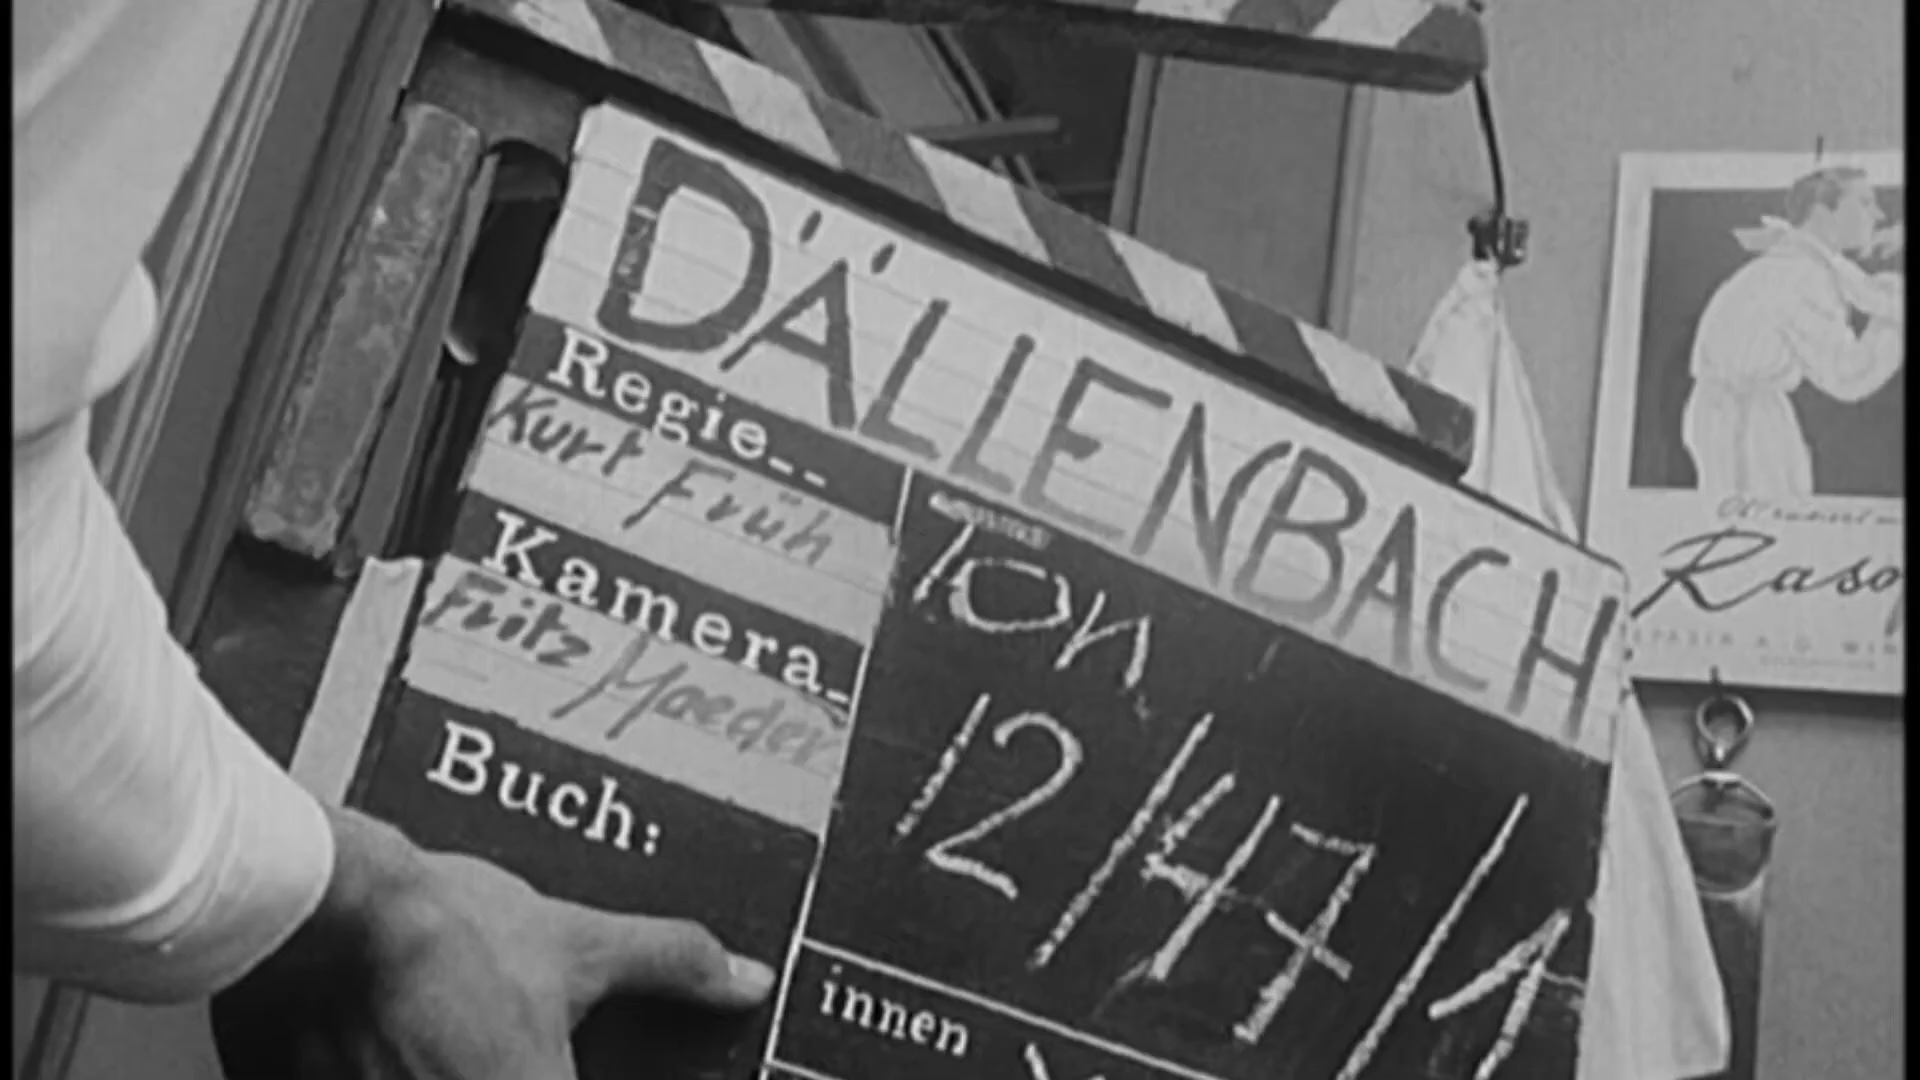 DÄLLENBACH
Regie--
Kurt Früh
Kamera-
Fritz Maeder
Buch:
Ton
12/47/1
innen
Raso